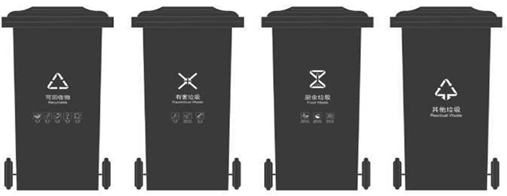 可回收物
Recyclable
有害垃圾
Hazardous Waste
厨余垃圾
Food Waste
其他垃圾
Residual Waste